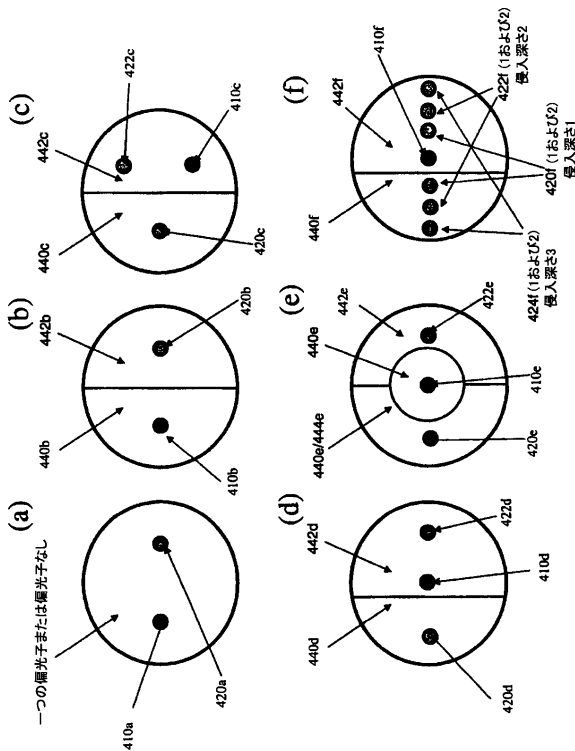 (a)
一つの偏光子または偏光子なし
410a
420a
(b)
440b
442b
410b
420b
(c)
440c
442c
422c
410c
420c
(d)
440d
442d
422d
410d
420d
(e)
440e
442e
440e/444e
422e
410e
420e
(f)
440f
442f
410f
422f (1および2)
侵入深さ2
420f (1および2)
侵入深さ1
424f (1および2)
侵入深さ3